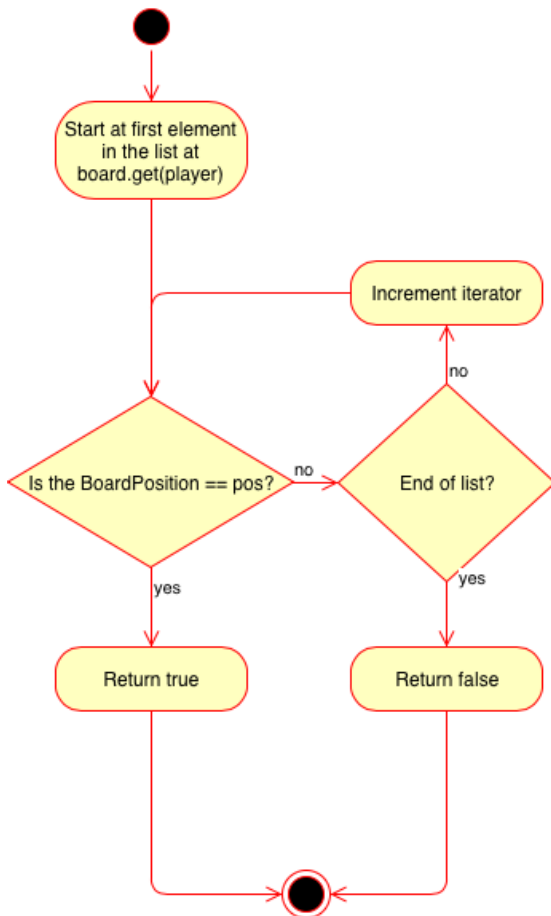 Start at first element
in the list at
board.get(player)
Increment iterator
no
Is the BoardPosition == pos?
no
End of list?
yes
yes
Return true
Return false